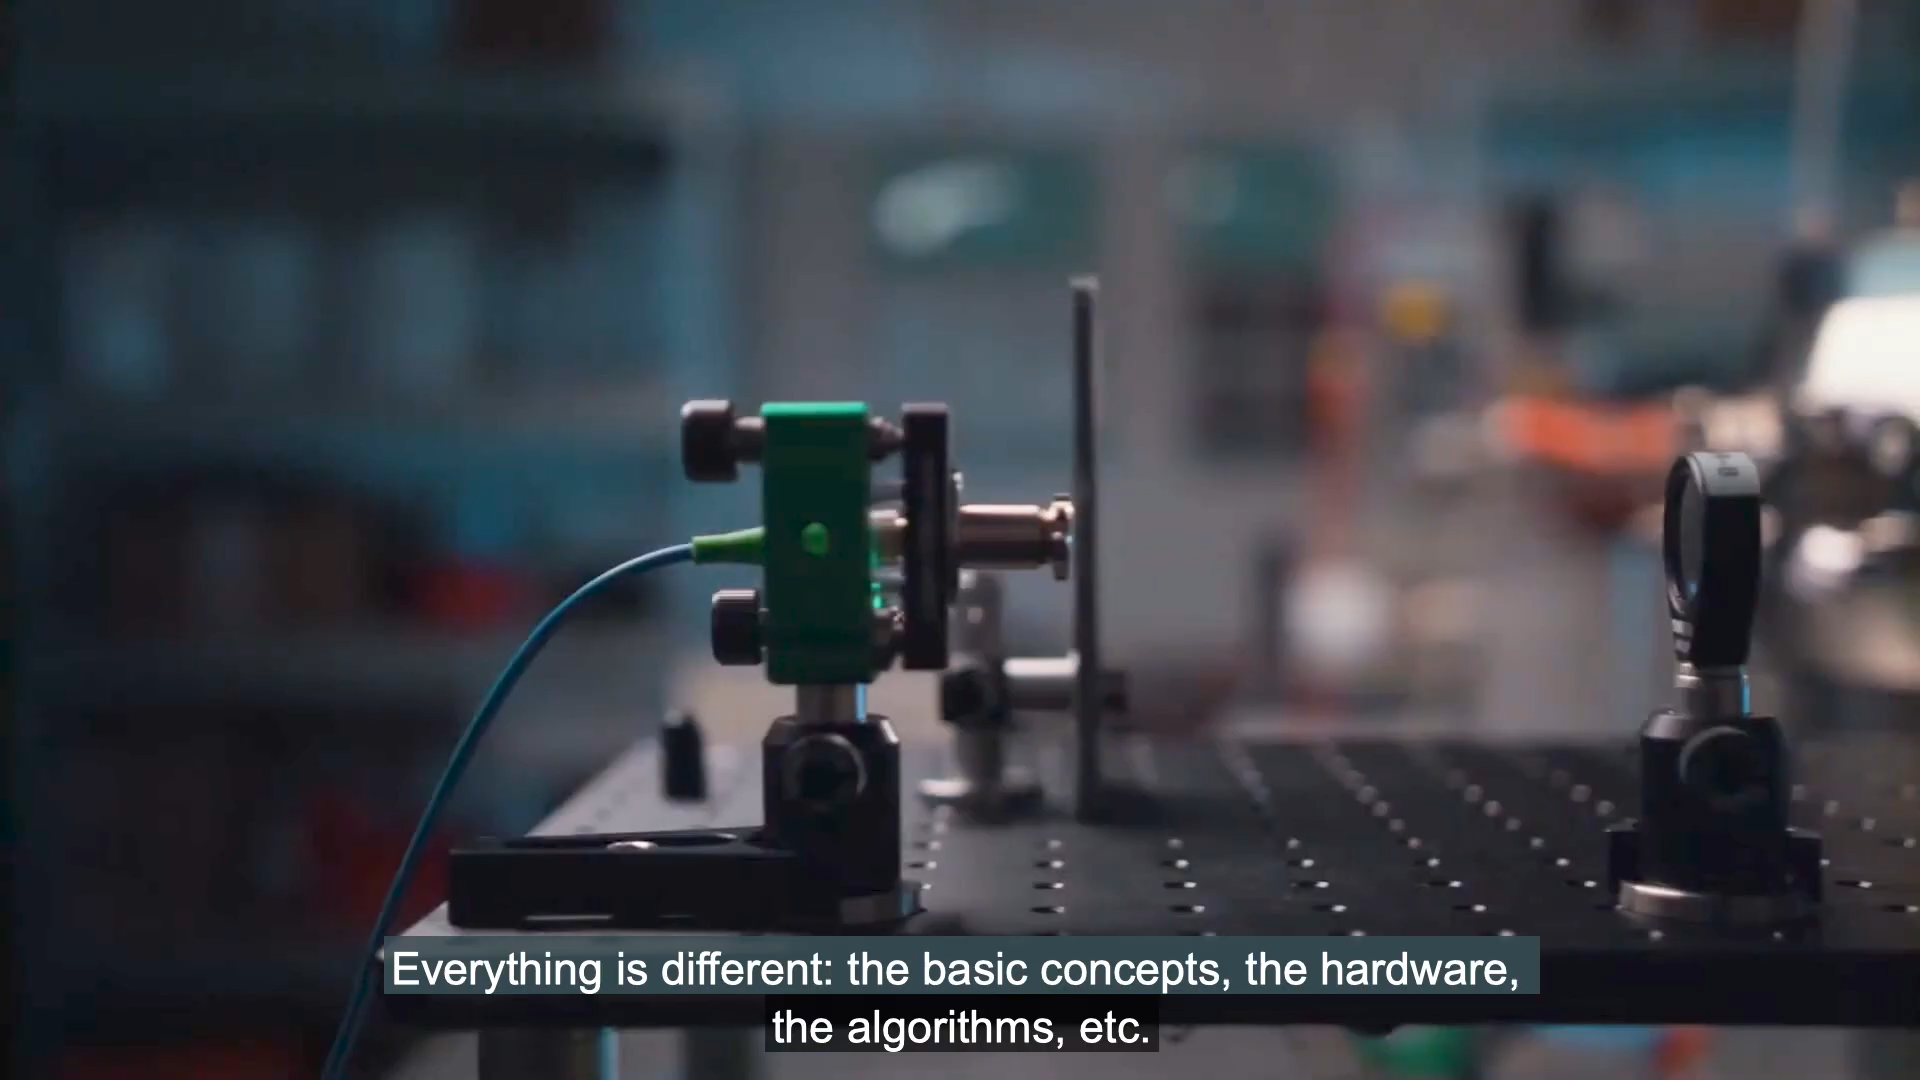 Everything is different: the basic concepts, the hardware,
the algorithms, etc.